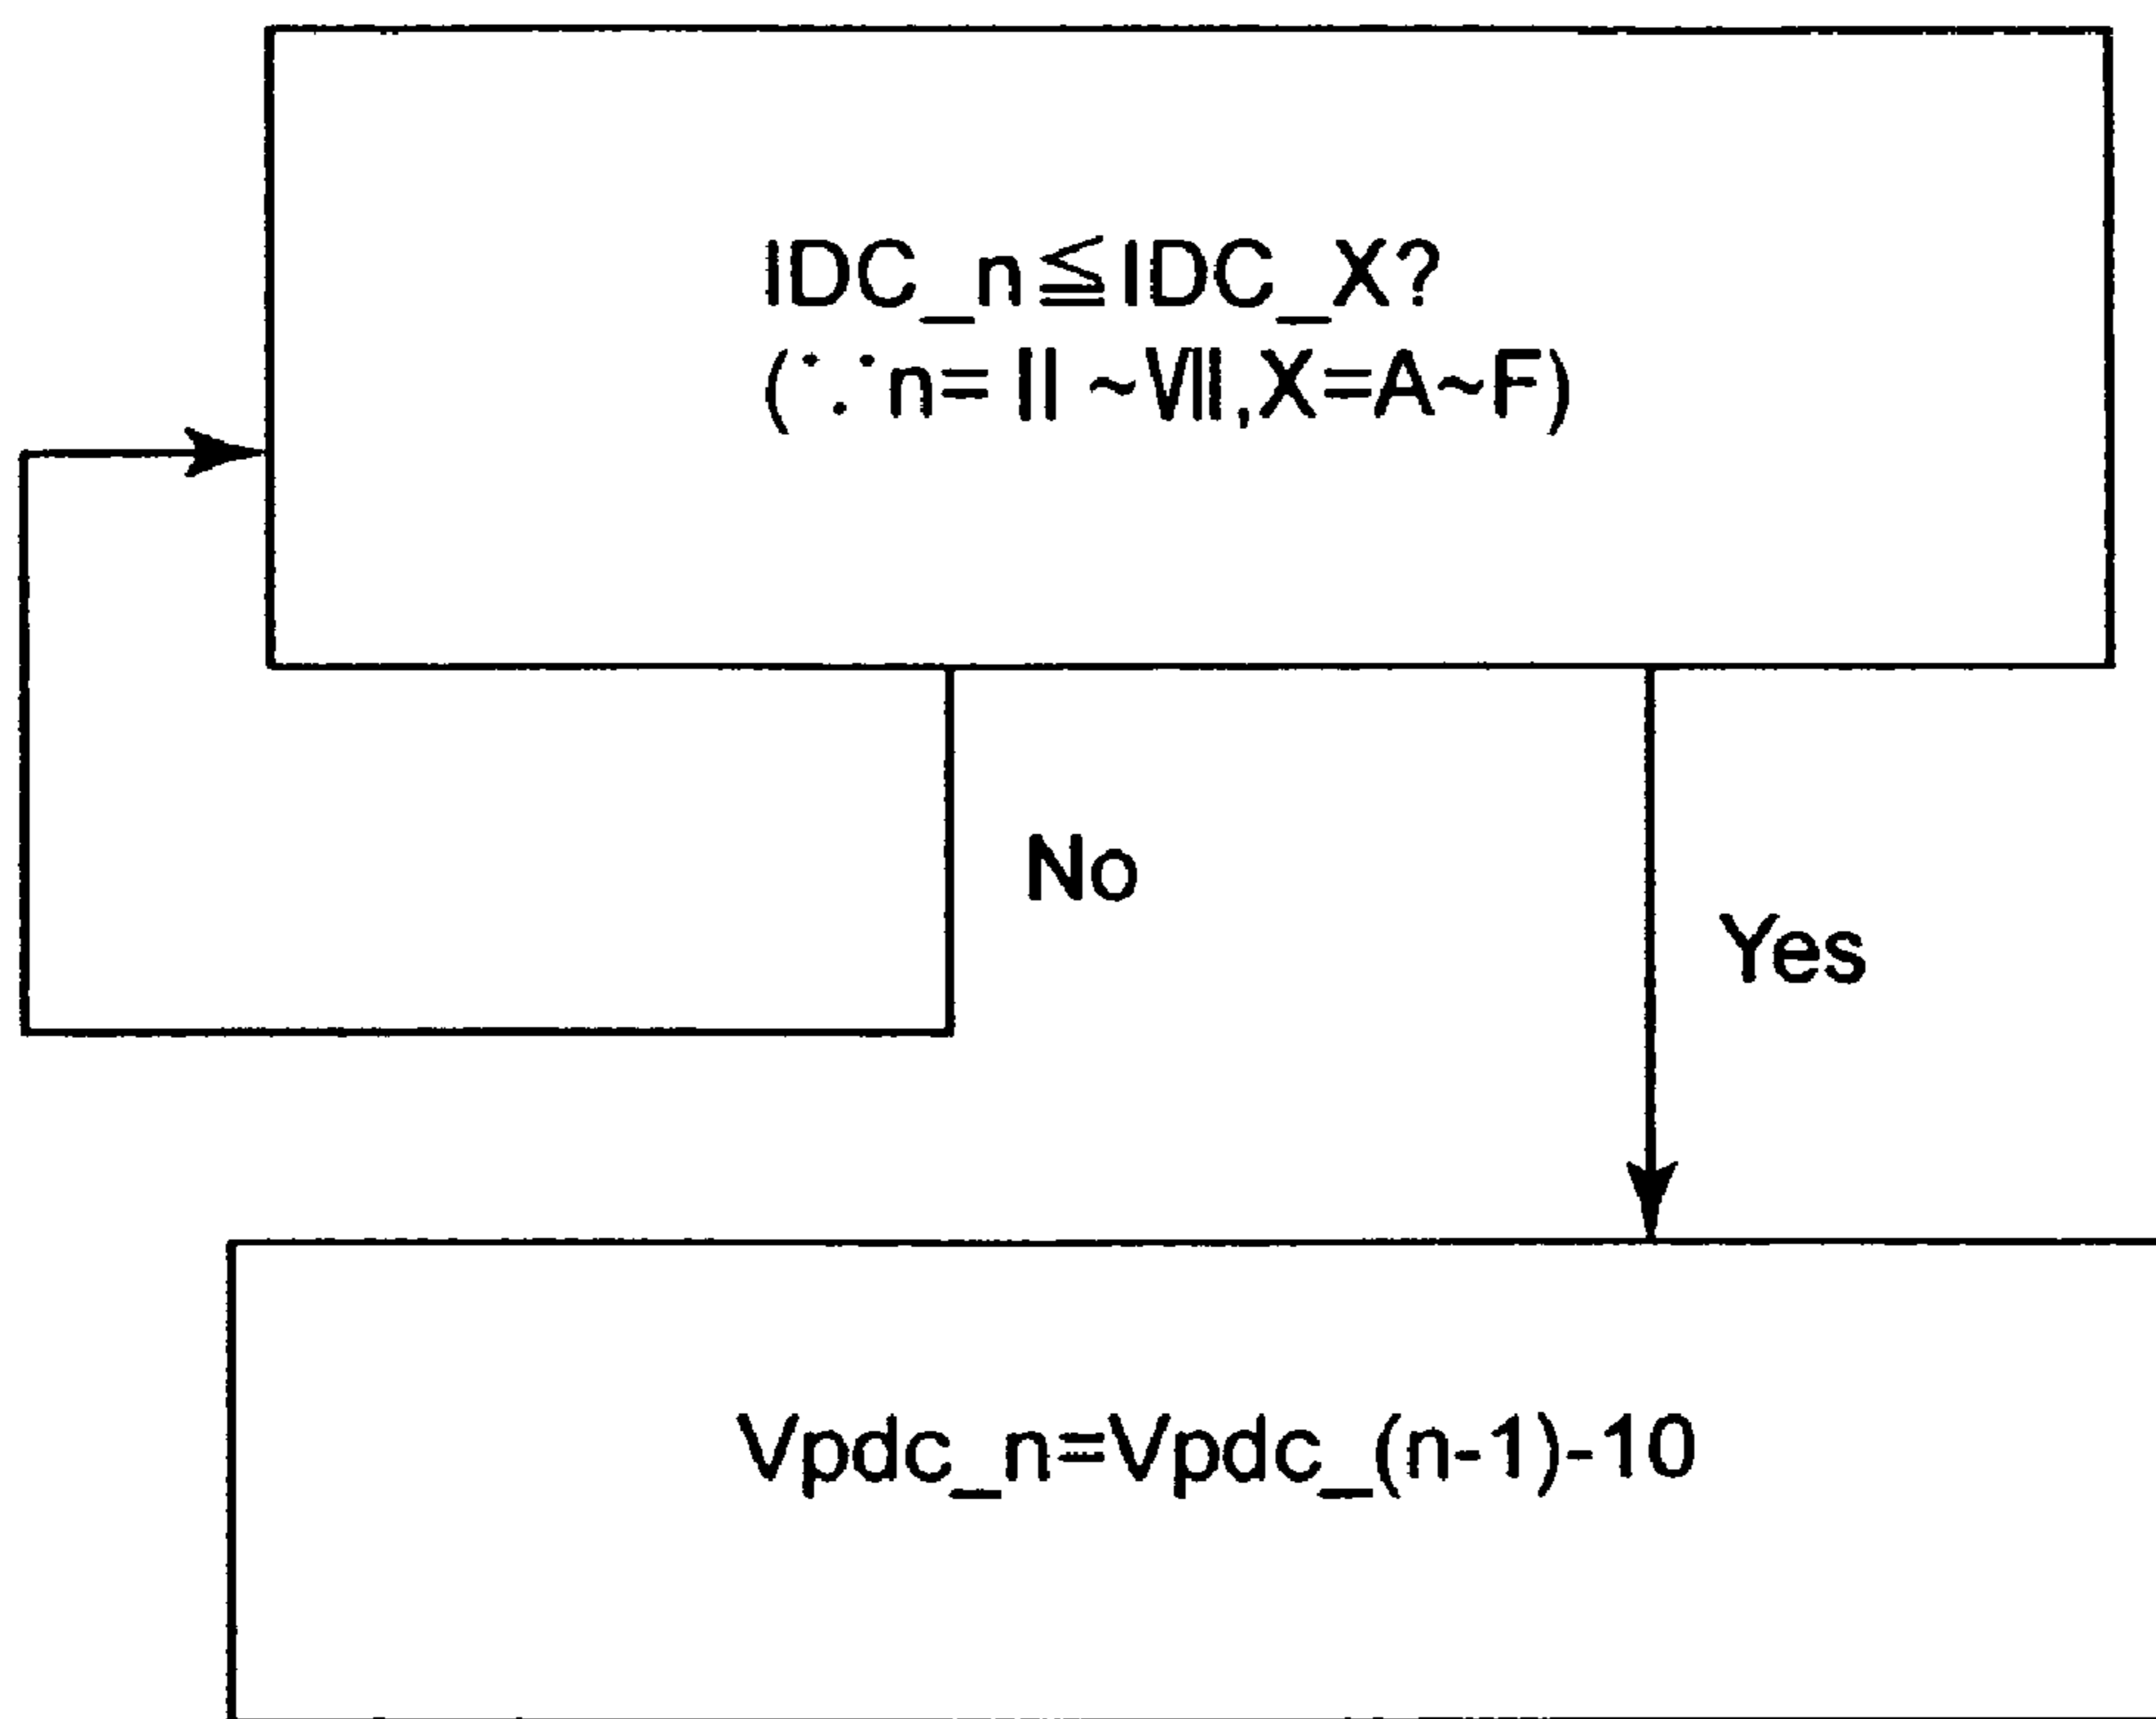 IDC_n≦IDC_X?
(∵n=Ⅱ~Ⅶ,X=A~F)
No
Yes
Vpdc_n=Vpdc_(n-1)-10